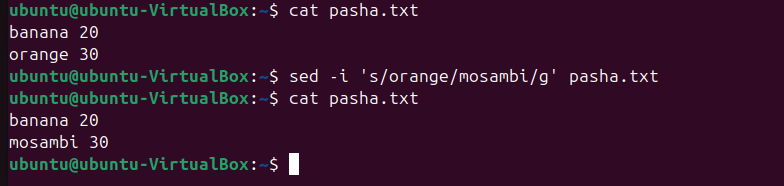 ubuntu@ubuntu-VirtualBox:~$ cat pasha.txt
banana 20
orange 30
ubuntu@ubuntu-VirtualBox:~$ sed -i 's/orange/mosambi/g' pasha.txt
ubuntu@ubuntu-VirtualBox:~$ cat pasha.txt
banana 20
mosambi 30
ubuntu@ubuntu-VirtualBox:~$